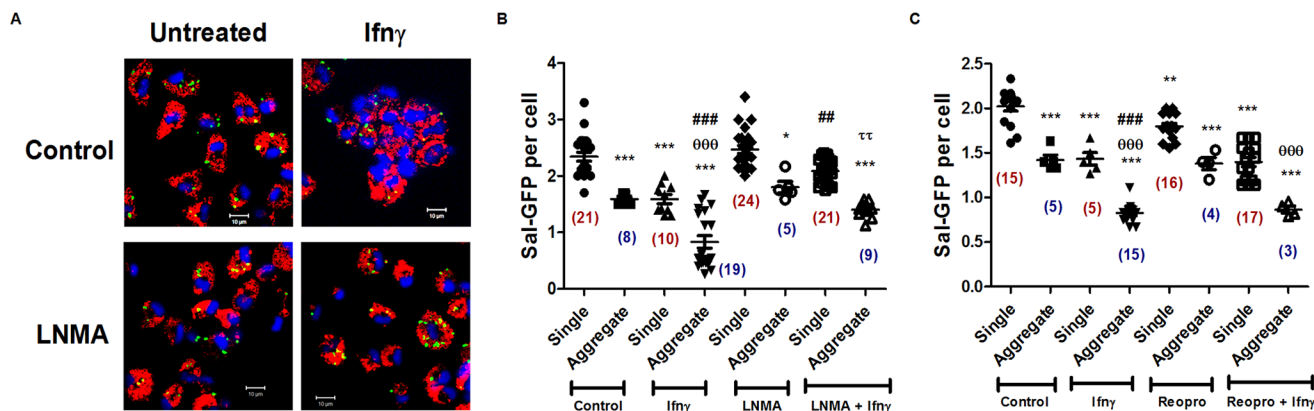 A
Untreated
Ifnγ
Control
LNMA
10 µm
10 µm
10 µm
10 µm
B
Sal-GFP per cell
4
3
2
1
0
***
***
###
θθθ
***
*
##
ττ
***
(21)
(8)
(10)
(19)
(24)
(5)
(21)
(9)
Single
Aggregate
Single
Aggregate
Single
Aggregate
Single
Aggregate
Control
Ifnγ
LNMA
LNMA + Ifnγ
C
Sal-GFP per cell
2.5
2.0
1.5
1.0
0.5
0.0
***
***
###
θθθ
***
**
***
***
θθθ
***
(15)
(5)
(5)
(15)
(16)
(4)
(17)
(3)
Single
Aggregate
Single
Aggregate
Single
Aggregate
Single
Aggregate
Control
Ifnγ
Reopro
Reopro + Ifnγ